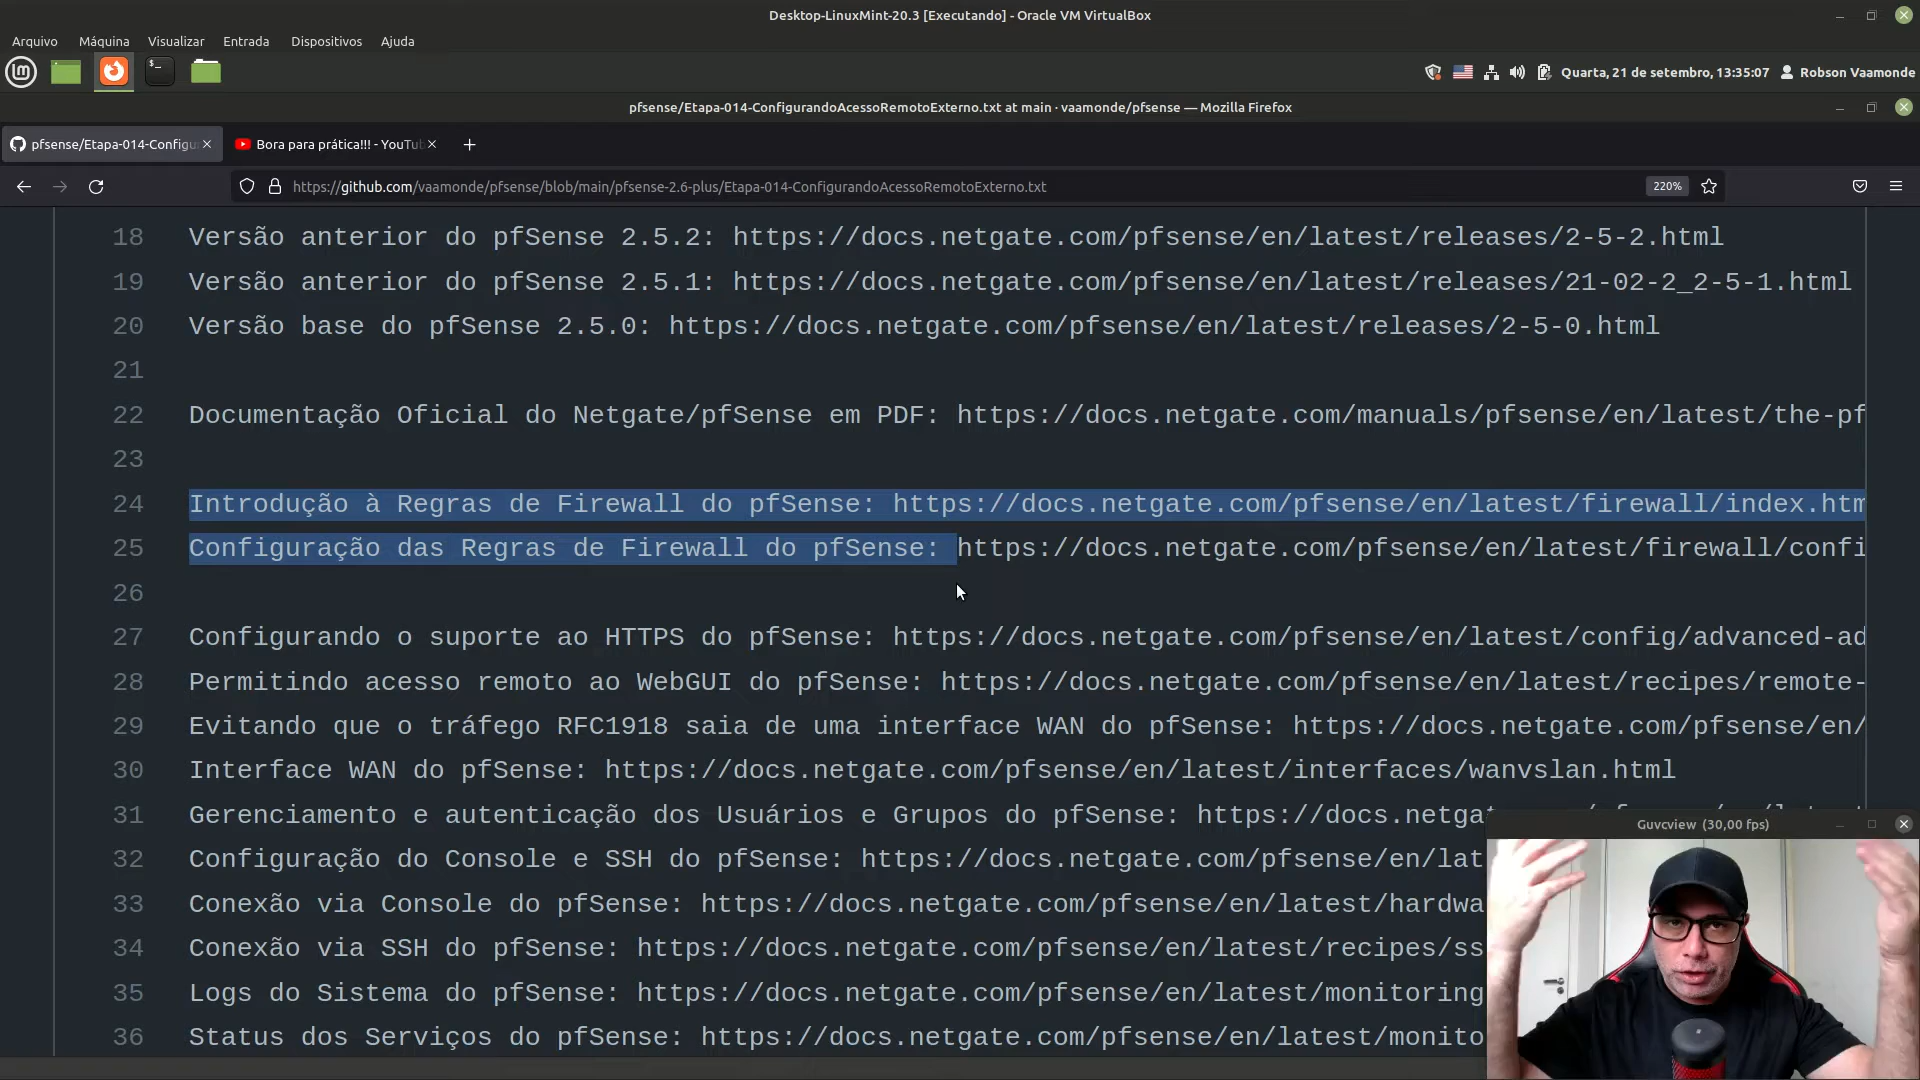 Desktop-LinuxMint-20.3 [Executando] - Oracle VM VirtualBox
Arquivo Máquina Visualizar Entrada Dispositivos Ajuda
Quarta, 21 de setembro, 13:35:07 Robson Vaamonde
pfsense/Etapa-014-ConfigurandoAcessoRemotoExterno.txt at main · vaamonde/pfsense — Mozilla Firefox
pfsense/Etapa-014-Configu Bora para prática!!! - YouTu
https://github.com/vaamonde/pfsense/blob/main/pfsense-2.6-plus/Etapa-014-ConfigurandoAcessoRemotoExterno.txt 220%
18 Versão anterior do pfSense 2.5.2: https://docs.netgate.com/pfsense/en/latest/releases/2-5-2.html
19 Versão anterior do pfSense 2.5.1: https://docs.netgate.com/pfsense/en/latest/releases/21-02-2_2-5-1.html
20 Versão base do pfSense 2.5.0: https://docs.netgate.com/pfsense/en/latest/releases/2-5-0.html
21
22 Documentação Oficial do Netgate/pfSense em PDF: https://docs.netgate.com/manuals/pfsense/en/latest/the-pf
23
24 Introdução à Regras de Firewall do pfSense: https://docs.netgate.com/pfsense/en/latest/firewall/index.htm
25 Configuração das Regras de Firewall do pfSense: https://docs.netgate.com/pfsense/en/latest/firewall/confi
26
27 Configurando o suporte ao HTTPS do pfSense: https://docs.netgate.com/pfsense/en/latest/config/advanced-ad
28 Permitindo acesso remoto ao WebGUI do pfSense: https://docs.netgate.com/pfsense/en/latest/recipes/remote-
29 Evitando que o tráfego RFC1918 saia de uma interface WAN do pfSense: https://docs.netgate.com/pfsense/en/
30 Interface WAN do pfSense: https://docs.netgate.com/pfsense/en/latest/interfaces/wanvslan.html
31 Gerenciamento e autenticação dos Usuários e Grupos do pfSense: https://docs.netga
32 Configuração do Console e SSH do pfSense: https://docs.netgate.com/pfsense/en/lat
33 Conexão via Console do pfSense: https://docs.netgate.com/pfsense/en/latest/hardwa
34 Conexão via SSH do pfSense: https://docs.netgate.com/pfsense/en/latest/recipes/ss
35 Logs do Sistema do pfSense: https://docs.netgate.com/pfsense/en/latest/monitoring
36 Status dos Serviços do pfSense: https://docs.netgate.com/pfsense/en/latest/monito
Guvcview (30,00 fps)